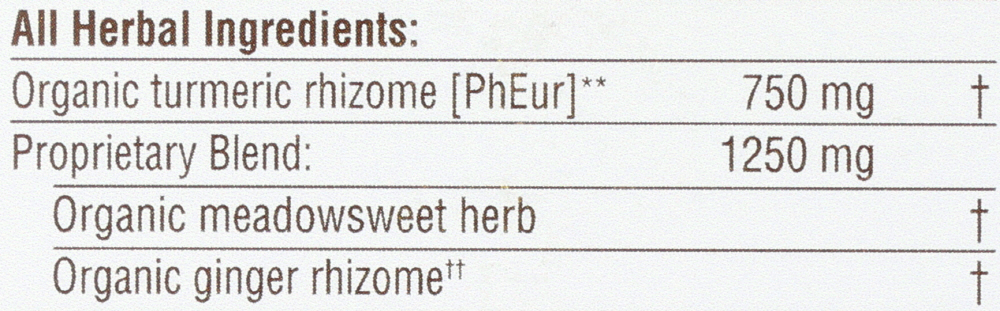 All Herbal Ingredients:
Organic turmeric rhizome [PhEur]** 750 mg †
Proprietary Blend: 1250 mg
Organic meadowsweet herb †
Organic ginger rhizome†† †